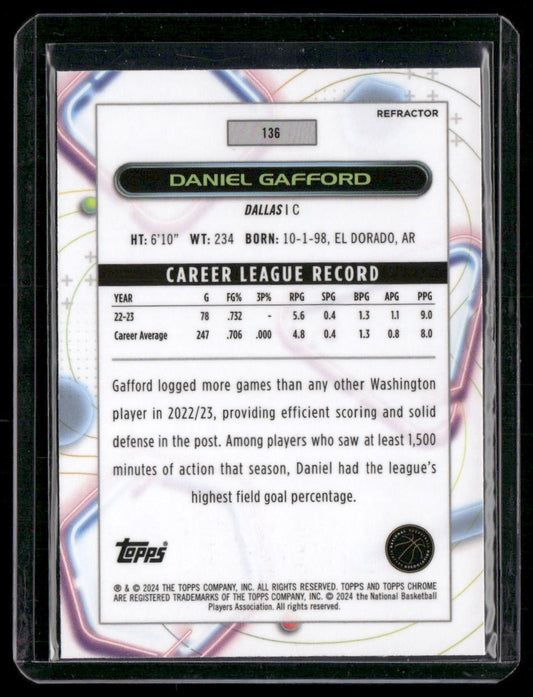 REFRACTOR
136
DANIEL GAFFORD
DALLAS | C
HT: 6'10" WT: 234 BORN: 10-1-98, EL DORADO, AR
CAREER LEAGUE RECORD
YEAR G FG% 3P% RPG SPG BPG APG PPG
22-23 78 .732 - 5.6 0.4 1.3 1.1 9.0
Career Average 247 .706 .000 4.8 0.4 1.3 0.8 8.0
Gafford logged more games than any other Washington
player in 2022/23, providing efficient scoring and solid
defense in the post. Among players who saw at least 1,500
minutes of action that season, Daniel had the league's
highest field goal percentage.
topps
® & © 2024 THE TOPPS COMPANY, INC. ALL RIGHTS RESERVED. TOPPS AND TOPPS CHROME
ARE REGISTERED TRADEMARKS OF THE TOPPS COMPANY, INC. © 2024 the National Basketball
Players Association. All rights reserved.